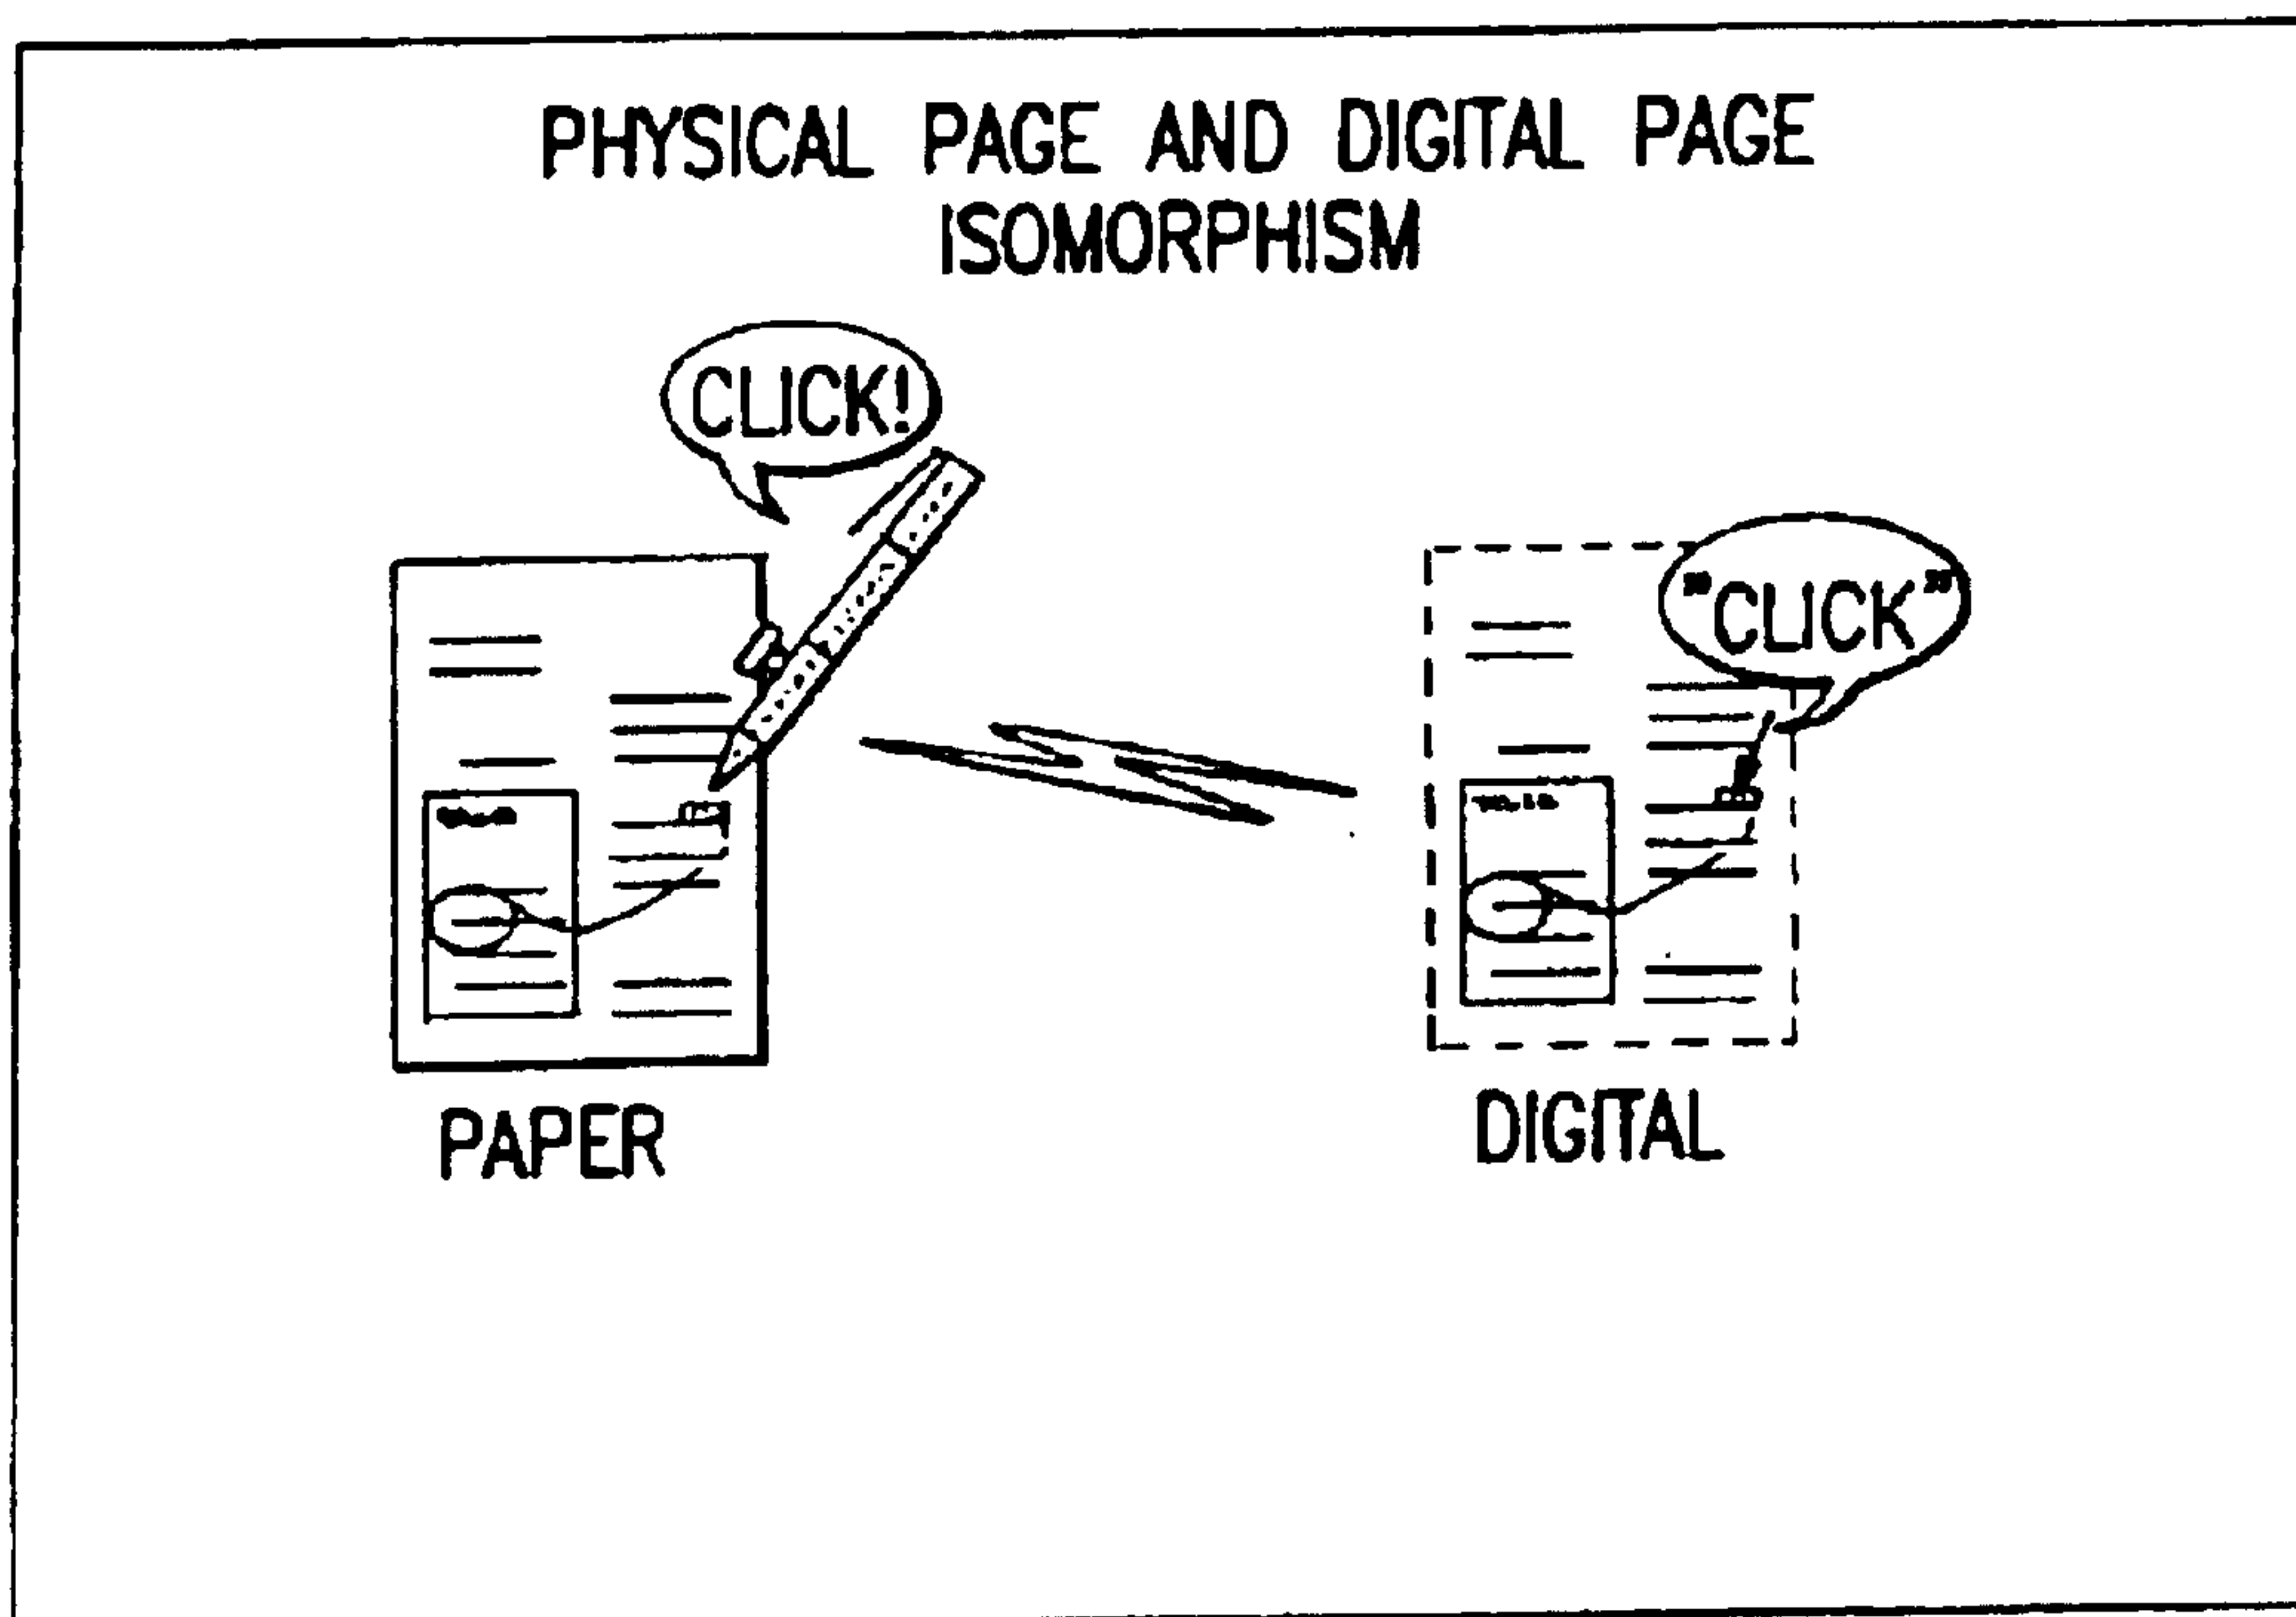 PHYSICAL PAGE AND DIGITAL PAGE
ISOMORPHISM
CLICK!
"CLICK"
PAPER
DIGITAL